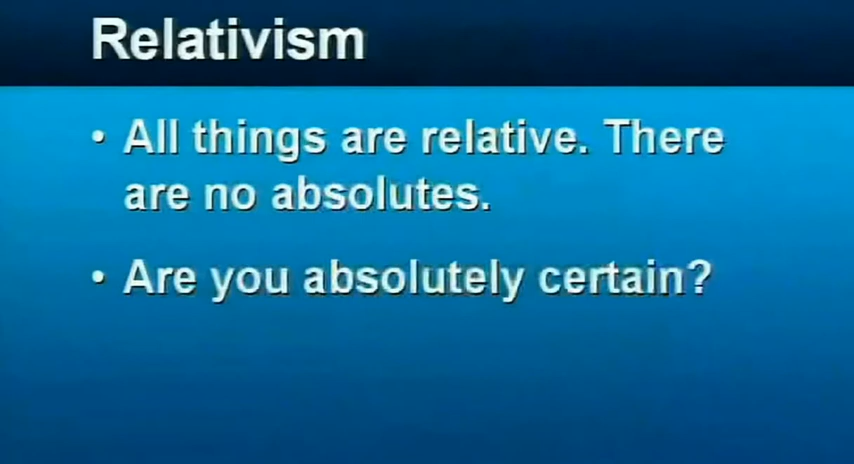 Relativism
• All things are relative. There
are no absolutes.
• Are you absolutely certain?